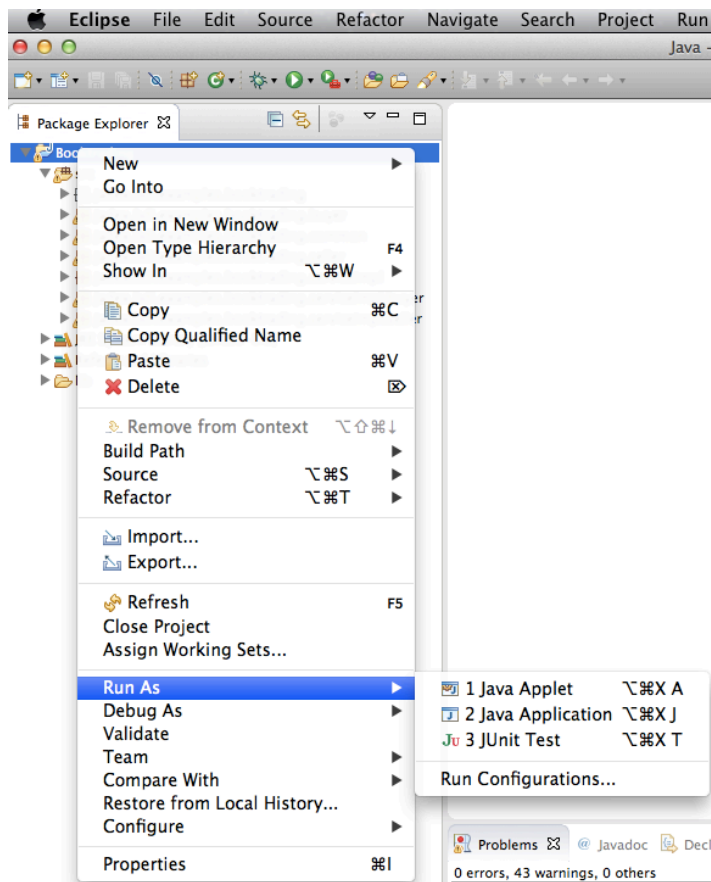 Eclipse File Edit Source Refactor Navigate Search Project Run
Java -
Package Explorer
New
Go Into
Open in New Window
Open Type Hierarchy F4
Show In ⌥⌘W
Copy ⌘C
Copy Qualified Name
Paste ⌘V
Delete ⌦
Remove from Context ⌥⇧⌘↓
Build Path
Source ⌥⌘S
Refactor ⌥⌘T
Import...
Export...
Refresh F5
Close Project
Assign Working Sets...
Run As
1 Java Applet ⌥⌘X A
2 Java Application ⌥⌘X J
3 JUnit Test ⌥⌘X T
Run Configurations...
Debug As
Validate
Team
Compare With
Restore from Local History...
Configure
Properties ⌘I
Problems @ Javadoc Decl
0 errors, 43 warnings, 0 others